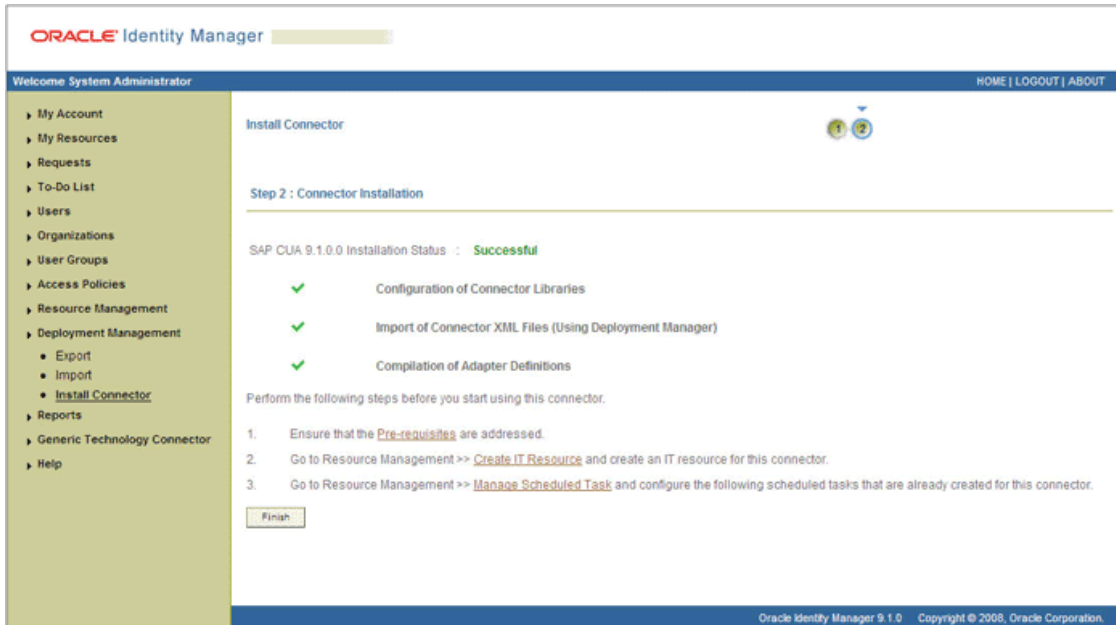 ORACLE Identity Manager
Welcome System Administrator
HOME | LOGOUT | ABOUT
My Account
My Resources
Requests
To-Do List
Users
Organizations
User Groups
Access Policies
Resource Management
Deployment Management
Export
Import
Install Connector
Reports
Generic Technology Connector
Help
Install Connector
1 2
Step 2 : Connector Installation
SAP CUA 9.1.0.0 Installation Status : Successful
Configuration of Connector Libraries
Import of Connector XML Files (Using Deployment Manager)
Compilation of Adapter Definitions
Perform the following steps before you start using this connector.
1. Ensure that the Pre-requisites are addressed.
2. Go to Resource Management >> Create IT Resource and create an IT resource for this connector.
3. Go to Resource Management >> Manage Scheduled Task and configure the following scheduled tasks that are already created for this connector.
Finish
Oracle Identity Manager 9.1.0 Copyright © 2008, Oracle Corporation.